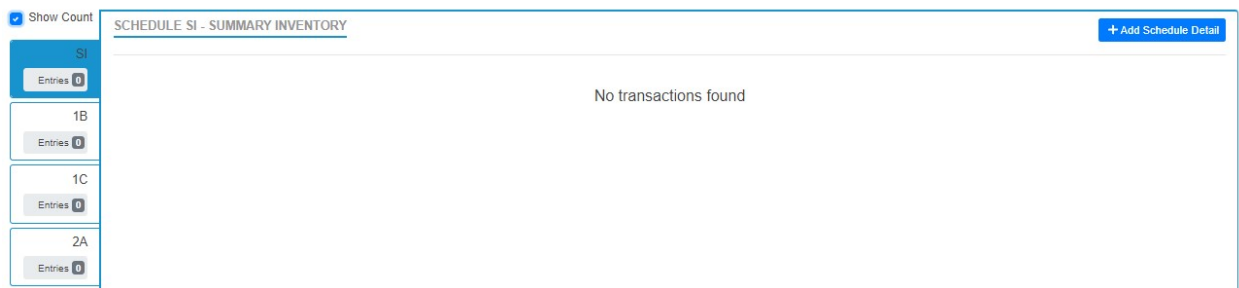 Show Count
SCHEDULE SI - SUMMARY INVENTORY
+ Add Schedule Detail
SI
Entries 0
No transactions found
1B
Entries 0
1C
Entries 0
2A
Entries 0